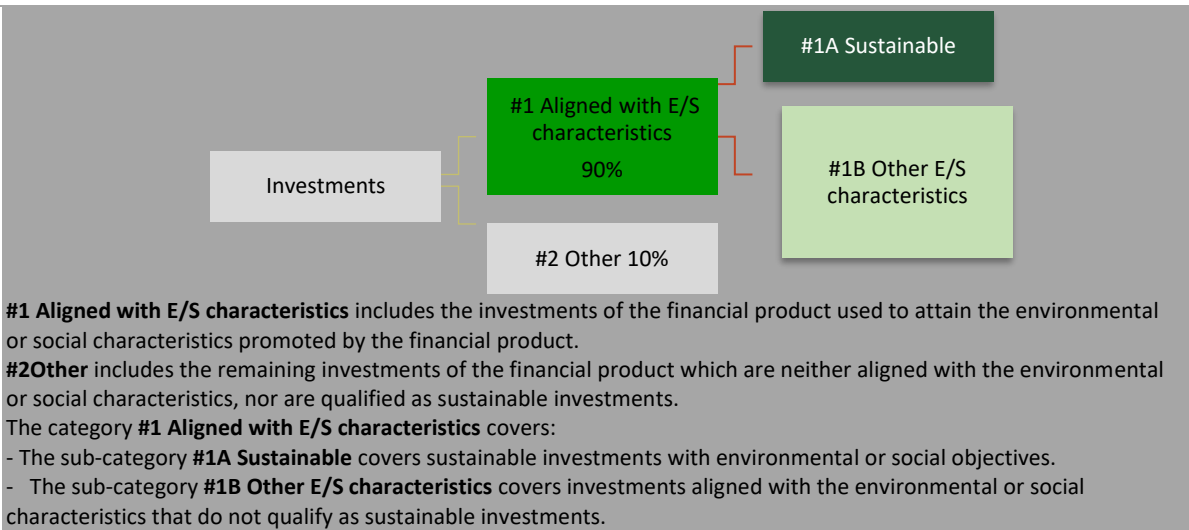 #1A Sustainable
#1 Aligned with E/S
characteristics
90%
#1B Other E/S
characteristics
Investments
#2 Other 10%
#1 Aligned with E/S characteristics includes the investments of the financial product used to attain the environmental
or social characteristics promoted by the financial product.
#2Other includes the remaining investments of the financial product which are neither aligned with the environmental
or social characteristics, nor are qualified as sustainable investments.
The category #1 Aligned with E/S characteristics covers:
- The sub-category #1A Sustainable covers sustainable investments with environmental or social objectives.
- The sub-category #1B Other E/S characteristics covers investments aligned with the environmental or social
characteristics that do not qualify as sustainable investments.